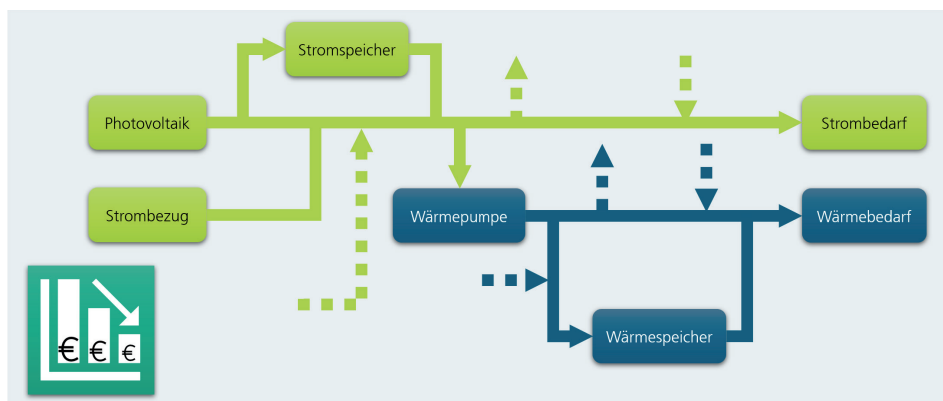 Stromspeicher
Photovoltaik
Strombedarf
Strombezug
Wärmepumpe
Wärmebedarf
Wärmespeicher
€ € €